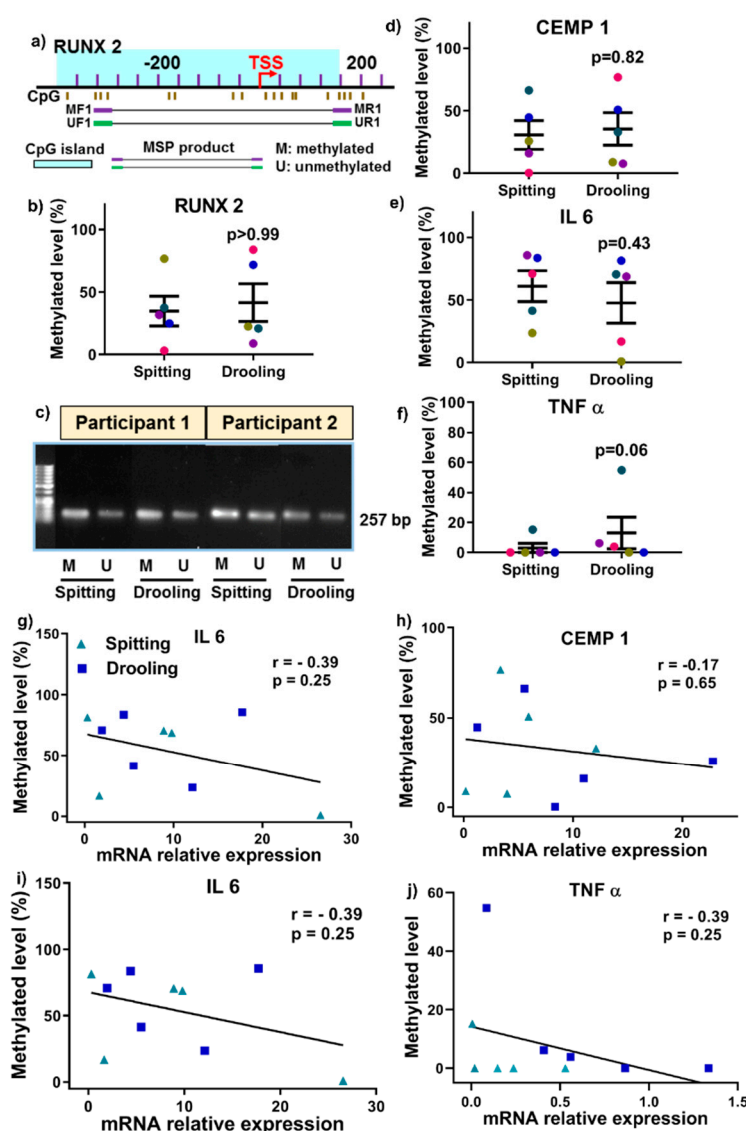 a)
RUNX 2
-200
TSS
200
CpG
MF1
MR1
UF1
UR1
CpG island
MSP product
M: methylated
U: unmethylated
b)
RUNX 2
p>0.99
Methylated level (%)
100
50
0
Spitting
Drooling
c)
Participant 1
Participant 2
257 bp
M
U
M
U
M
U
M
U
Spitting
Drooling
Spitting
Drooling
d)
CEMP 1
p=0.82
Methylated level (%)
100
50
0
Spitting
Drooling
e)
IL 6
p=0.43
Methylated level (%)
100
50
0
Spitting
Drooling
f)
TNF α
p=0.06
Methylated level (%)
100
80
60
40
20
0
Spitting
Drooling
g)
IL 6
Spitting
Drooling
r = - 0.39
p = 0.25
Methylated level (%)
150
100
50
0
0
10
20
30
mRNA relative expression
h)
CEMP 1
r = -0.17
p = 0.65
Methylated level (%)
100
50
0
0
10
20
mRNA relative expression
i)
IL 6
r = - 0.39
p = 0.25
Methylated level (%)
150
100
50
0
0
10
20
30
mRNA relative expression
j)
TNF α
r = - 0.39
p = 0.25
Methylated level (%)
60
40
20
0
0.0
0.5
1.0
1.5
mRNA relative expression